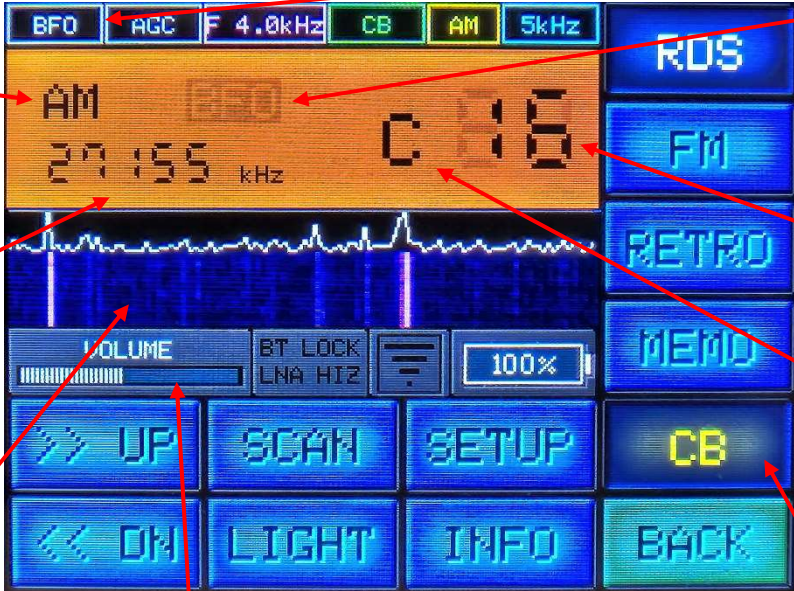 BFO AGC F 4.0kHz CB AM 5kHz RDS
AM BFO
27155 kHz C 16
FM
RETRO
VOLUME BT LOCK
LNA HIZ 100% MEMO
>> UP SCAN SETUP CB
<< DN LIGHT INFO BACK